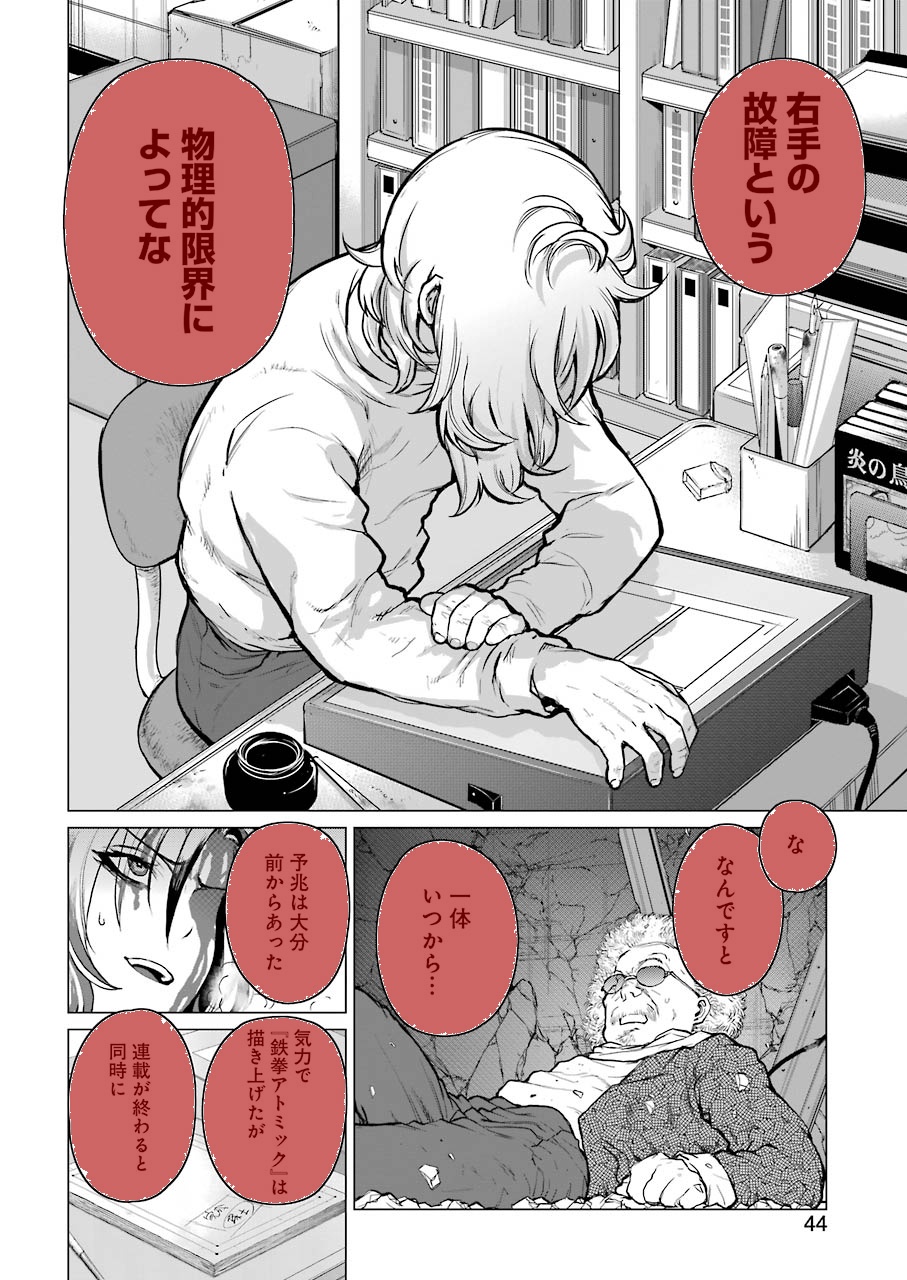 右手の
故障という
物理的限界に
よってな
炎の鳥
な
なんですと
一体
いつから…
予兆は大分
前からあった
気力で
『鉄拳アトミック』は
描き上げたが
連載が終わると
同時に
44